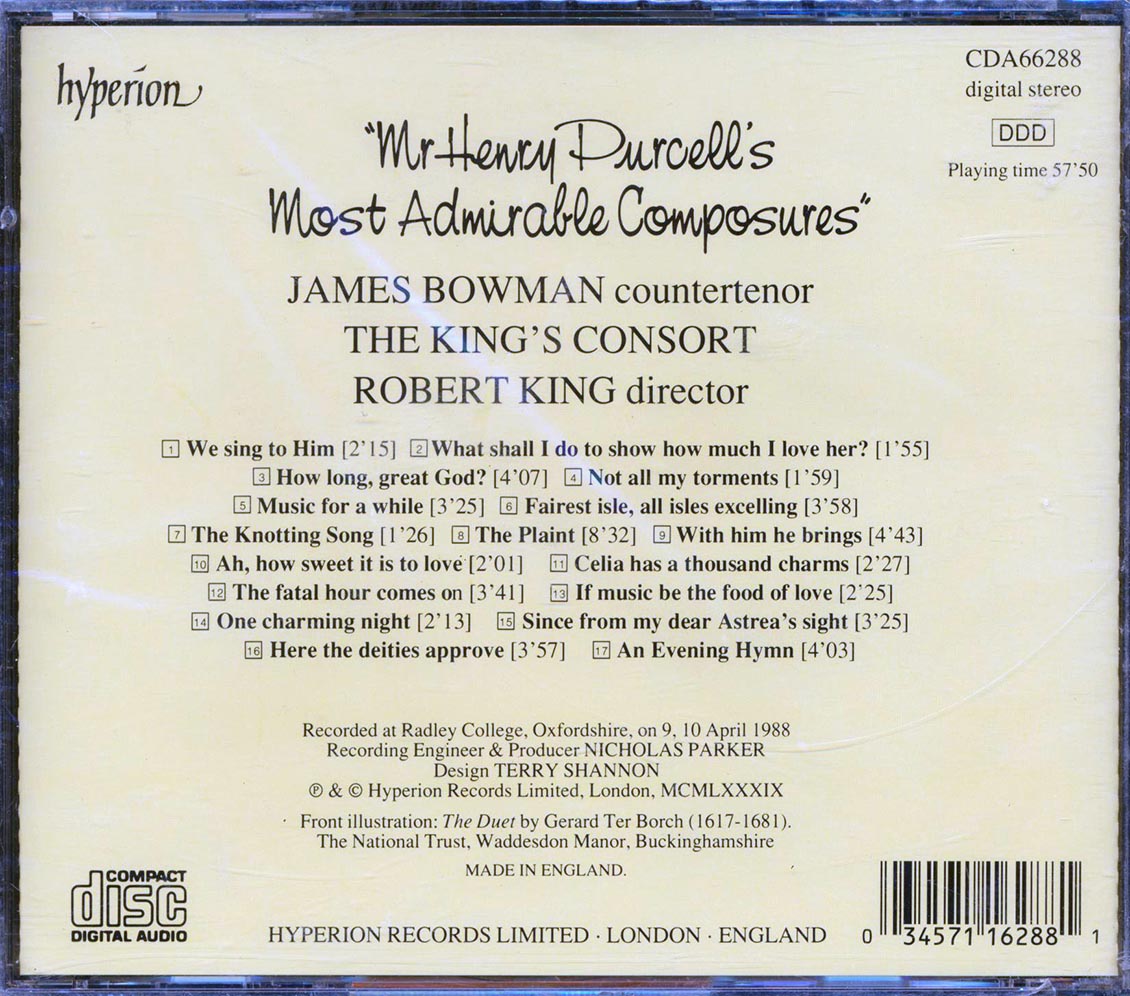 hyperion
CDA66288
digital stereo
DDD
Playing time 57'50
"Mr Henry Purcell's
Most Admirable Composures"
JAMES BOWMAN countertenor
THE KING'S CONSORT
ROBERT KING director
1 We sing to Him [2'15] 2 What shall I do to show how much I love her? [1'55]
3 How long, great God? [4'07] 4 Not all my torments [1'59]
5 Music for a while [3'25] 6 Fairest isle, all isles excelling [3'58]
7 The Knotting Song [1'26] 8 The Plaint [8'32] 9 With him he brings [4'43]
10 Ah, how sweet it is to love [2'01] 11 Celia has a thousand charms [2'27]
12 The fatal hour comes on [3'41] 13 If music be the food of love [2'25]
14 One charming night [2'13] 15 Since from my dear Astrea's sight [3'25]
16 Here the deities approve [3'57] 17 An Evening Hymn [4'03]
Recorded at Radley College, Oxfordshire, on 9, 10 April 1988
Recording Engineer & Producer NICHOLAS PARKER
Design TERRY SHANNON
℗ & © Hyperion Records Limited, London, MCMLXXXIX
Front illustration: The Duet by Gerard Ter Borch (1617-1681).
The National Trust, Waddesdon Manor, Buckinghamshire
MADE IN ENGLAND.
COMPACT
disc
DIGITAL AUDIO
HYPERION RECORDS LIMITED · LONDON · ENGLAND
0 34571 16288 1